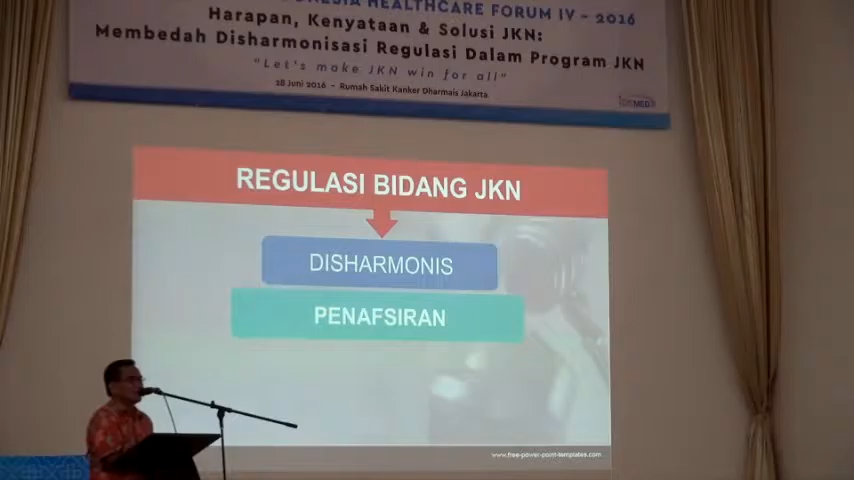 HEALTHCARE FORUM IV - 2016
Harapan, Kenyataan & Solusi JKN:
Membedah Disharmonisasi Regulasi Dalam Program JKN
"Let's make JKN win for all"
28 Juni 2016 - Rumah Sakit Kanker Dharmais Jakarta
REGULASI BIDANG JKN
DISHARMONIS
PENAFSIRAN
www.free-power-point-templates.com